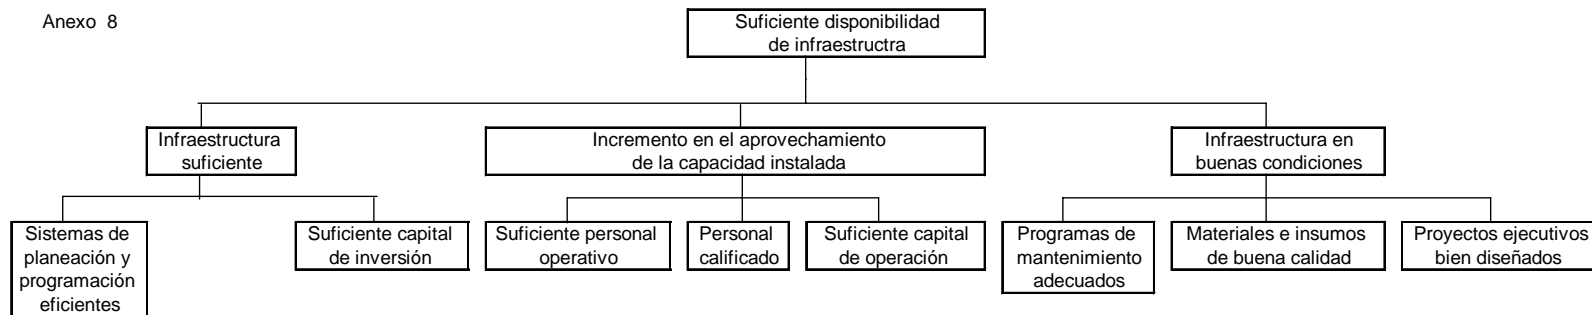 Anexo 8
Suficiente disponibilidad
de infraestructra
Infraestructura
suficiente
Incremento en el aprovechamiento
de la capacidad instalada
Infraestructura en
buenas condiciones
Sistemas de
planeación y
programación
eficientes
Suficiente capital
de inversión
Suficiente personal
operativo
Personal
calificado
Suficiente capital
de operación
Programas de
mantenimiento
adecuados
Materiales e insumos
de buena calidad
Proyectos ejecutivos
bien diseñados